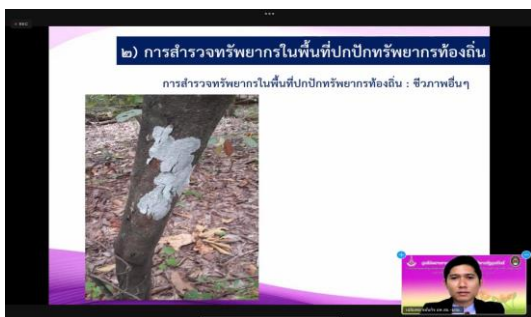 ๒) การสำรวจทรัพยากรในพื้นที่ปกปักทรัพยากรท้องถิ่น
การสำรวจทรัพยากรในพื้นที่ปกปักทรัพยากรท้องถิ่น : ชีวภาพอื่นๆ